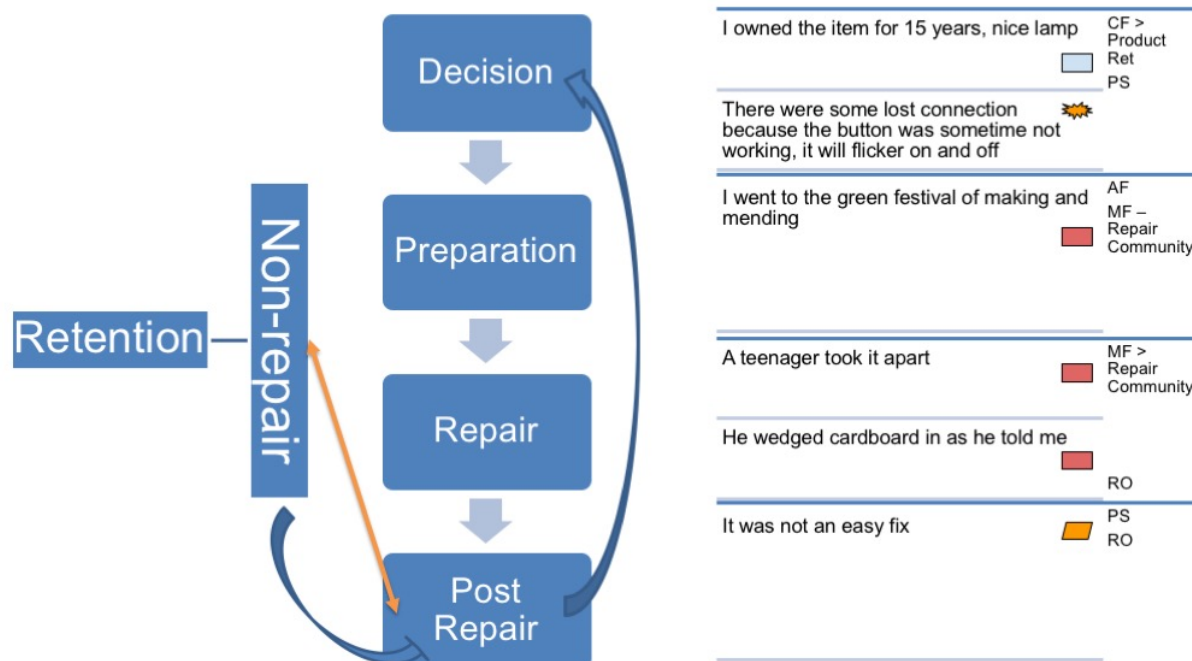 Decision
Preparation
Repair
Post
Repair
Non-repair
Retention
I owned the item for 15 years, nice lamp
CF >
Product
Ret
PS
There were some lost connection
because the button was sometime not
working, it will flicker on and off
I went to the green festival of making and
mending
AF
MF –
Repair
Community
A teenager took it apart
MF >
Repair
Community
He wedged cardboard in as he told me
RO
It was not an easy fix
PS
RO